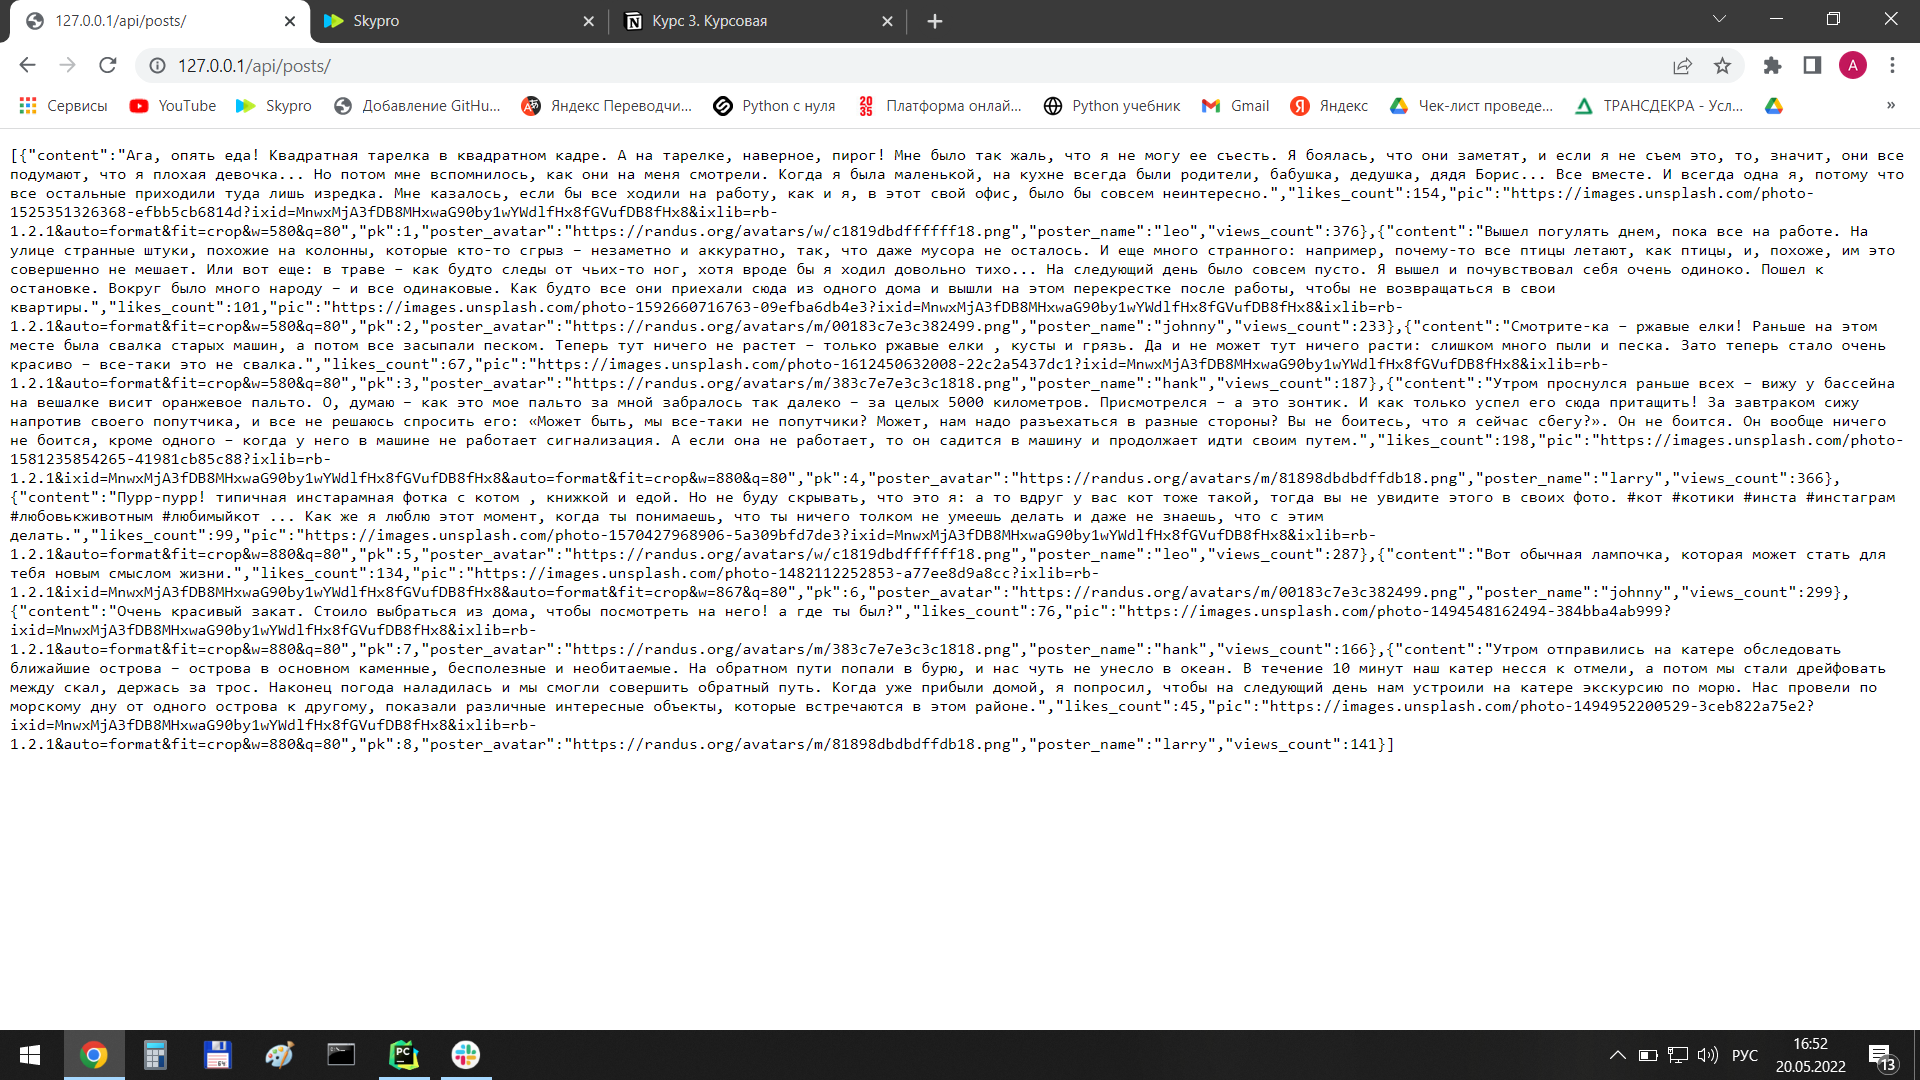 127.0.0.1/api/posts/
Skypro
Курс 3. Курсовая
127.0.0.1/api/posts/
A
Сервисы
YouTube
Skypro
Добавление GitHu...
Яндекс Переводчи...
Python с нуля
Платформа онлай...
Python учебник
Gmail
Яндекс
Чек-лист проведе...
ТРАНСДЕКРА - Усл...
»
[{"content":"Ага, опять еда! Квадратная тарелка в квадратном кадре. А на тарелке, наверное, пирог! Мне было так жаль, что я не могу ее съесть. Я боялась, что они заметят, и если я не съем это, то, значит, они все
подумают, что я плохая девочка... Но потом мне вспомнилось, как они на меня смотрели. Когда я была маленькой, на кухне всегда были родители, бабушка, дедушка, дядя Борис... Все вместе. И всегда одна я, потому что
все остальные приходили туда лишь изредка. Мне казалось, если бы все ходили на работу, как и я, в этот свой офис, было бы совсем неинтересно.","likes_count":154,"pic":"https://images.unsplash.com/photo-
1525351326368-efbb5cb6814d?ixid=MnwxMjA3fDB8MHxwaG90by1wYWdlfHx8fGVufDB8fHx8&ixlib=rb-
1.2.1&auto=format&fit=crop&w=580&q=80","pk":1,"poster_avatar":"https://randus.org/avatars/w/c1819dbdffffff18.png","poster_name":"leo","views_count":376},{"content":"Вышел погулять днем, пока все на работе. На
улице странные штуки, похожие на колонны, которые кто-то сгрыз – незаметно и аккуратно, так, что даже мусора не осталось. И еще много странного: например, почему-то все птицы летают, как птицы, и, похоже, им это
совершенно не мешает. Или вот еще: в траве – как будто следы от чьих-то ног, хотя вроде бы я ходил довольно тихо... На следующий день было совсем пусто. Я вышел и почувствовал себя очень одиноко. Пошел к
остановке. Вокруг было много народу – и все одинаковые. Как будто все они приехали сюда из одного дома и вышли на этом перекрестке после работы, чтобы не возвращаться в свои
квартиры.","likes_count":101,"pic":"https://images.unsplash.com/photo-1592660716763-09efba6db4e3?ixid=MnwxMjA3fDB8MHxwaG90by1wYWdlfHx8fGVufDB8fHx8&ixlib=rb-
1.2.1&auto=format&fit=crop&w=580&q=80","pk":2,"poster_avatar":"https://randus.org/avatars/m/00183c7e3c382499.png","poster_name":"johnny","views_count":233},{"content":"Смотрите-ка – ржавые елки! Раньше на этом
месте была свалка старых машин, а потом все засыпали песком. Теперь тут ничего не растет – только ржавые елки , кусты и грязь. Да и не может тут ничего расти: слишком много пыли и песка. Зато теперь стало очень
красиво – все-таки это не свалка.","likes_count":67,"pic":"https://images.unsplash.com/photo-1612450632008-22c2a5437dc1?ixid=MnwxMjA3fDB8MHxwaG90by1wYWdlfHx8fGVufDB8fHx8&ixlib=rb-
1.2.1&auto=format&fit=crop&w=580&q=80","pk":3,"poster_avatar":"https://randus.org/avatars/m/383c7e7e3c3c1818.png","poster_name":"hank","views_count":187},{"content":"Утром проснулся раньше всех – вижу у бассейна
на вешалке висит оранжевое пальто. О, думаю – как это мое пальто за мной забралось так далеко – за целых 5000 километров. Присмотрелся – а это зонтик. И как только успел его сюда притащить! За завтраком сижу
напротив своего попутчика, и все не решаюсь спросить его: «Может быть, мы все-таки не попутчики? Может, нам надо разъехаться в разные стороны? Вы не боитесь, что я сейчас сбегу?». Он не боится. Он вообще ничего
не боится, кроме одного – когда у него в машине не работает сигнализация. А если она не работает, то он садится в машину и продолжает идти своим путем.","likes_count":198,"pic":"https://images.unsplash.com/photo-
1581235854265-41981cb85c88?ixlib=rb-
1.2.1&ixid=MnwxMjA3fDB8MHxwaG90by1wYWdlfHx8fGVufDB8fHx8&auto=format&fit=crop&w=880&q=80","pk":4,"poster_avatar":"https://randus.org/avatars/m/81898dbdbdffdb18.png","poster_name":"larry","views_count":366},
{"content":"Пурр-пурр! типичная инстарамная фотка с котом , книжкой и едой. Но не буду скрывать, что это я: а то вдруг у вас кот тоже такой, тогда вы не увидите этого в своих фото. #кот #котики #инста #инстаграм
#любовькживотным #любимыйкот ... Как же я люблю этот момент, когда ты понимаешь, что ты ничего толком не умеешь делать и даже не знаешь, что с этим
делать.","likes_count":99,"pic":"https://images.unsplash.com/photo-1570427968906-5a309bfd7de3?ixid=MnwxMjA3fDB8MHxwaG90by1wYWdlfHx8fGVufDB8fHx8&ixlib=rb-
1.2.1&auto=format&fit=crop&w=880&q=80","pk":5,"poster_avatar":"https://randus.org/avatars/w/c1819dbdffffff18.png","poster_name":"leo","views_count":287},{"content":"Вот обычная лампочка, которая может стать для
тебя новым смыслом жизни.","likes_count":134,"pic":"https://images.unsplash.com/photo-1482112252853-a77ee8d9a8cc?ixlib=rb-
1.2.1&ixid=MnwxMjA3fDB8MHxwaG90by1wYWdlfHx8fGVufDB8fHx8&auto=format&fit=crop&w=867&q=80","pk":6,"poster_avatar":"https://randus.org/avatars/m/00183c7e3c382499.png","poster_name":"johnny","views_count":299},
{"content":"Очень красивый закат. Стоило выбраться из дома, чтобы посмотреть на него! а где ты был?","likes_count":76,"pic":"https://images.unsplash.com/photo-1494548162494-384bba4ab999?
ixid=MnwxMjA3fDB8MHxwaG90by1wYWdlfHx8fGVufDB8fHx8&ixlib=rb-
1.2.1&auto=format&fit=crop&w=880&q=80","pk":7,"poster_avatar":"https://randus.org/avatars/m/383c7e7e3c3c1818.png","poster_name":"hank","views_count":166},{"content":"Утром отправились на катере обследовать
ближайшие острова – острова в основном каменные, бесполезные и необитаемые. На обратном пути попали в бурю, и нас чуть не унесло в океан. В течение 10 минут наш катер несся к отмели, а потом мы стали дрейфовать
между скал, держась за трос. Наконец погода наладилась и мы смогли совершить обратный путь. Когда уже прибыли домой, я попросил, чтобы на следующий день нам устроили на катере экскурсию по морю. Нас провели по
морскому дну от одного острова к другому, показали различные интересные объекты, которые встречаются в этом районе.","likes_count":45,"pic":"https://images.unsplash.com/photo-1494952200529-3ceb822a75e2?
ixid=MnwxMjA3fDB8MHxwaG90by1wYWdlfHx8fGVufDB8fHx8&ixlib=rb-
1.2.1&auto=format&fit=crop&w=880&q=80","pk":8,"poster_avatar":"https://randus.org/avatars/m/81898dbdbdffdb18.png","poster_name":"larry","views_count":141}]
РУС
16:52
20.05.2022
13